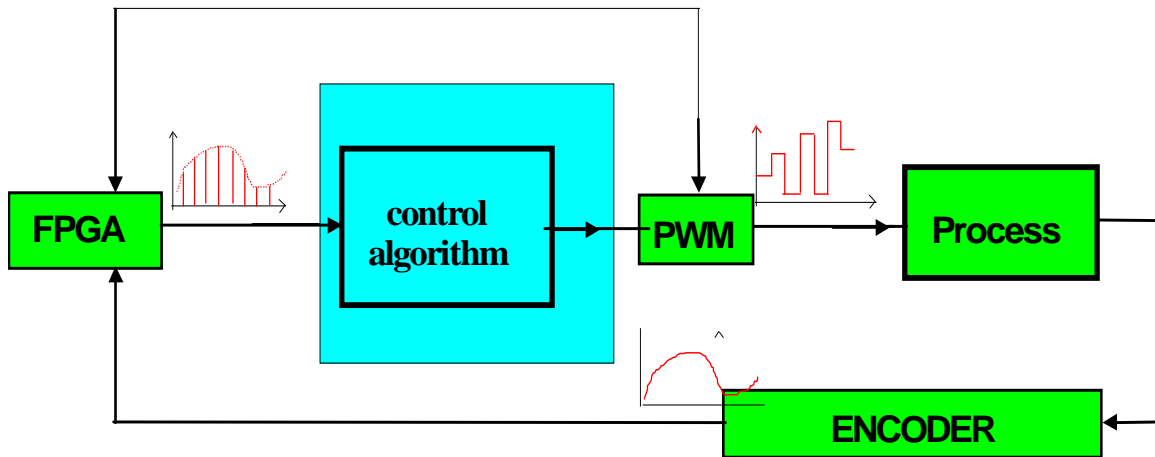 FPGA
control
algorithm
PWM
Process
ENCODER